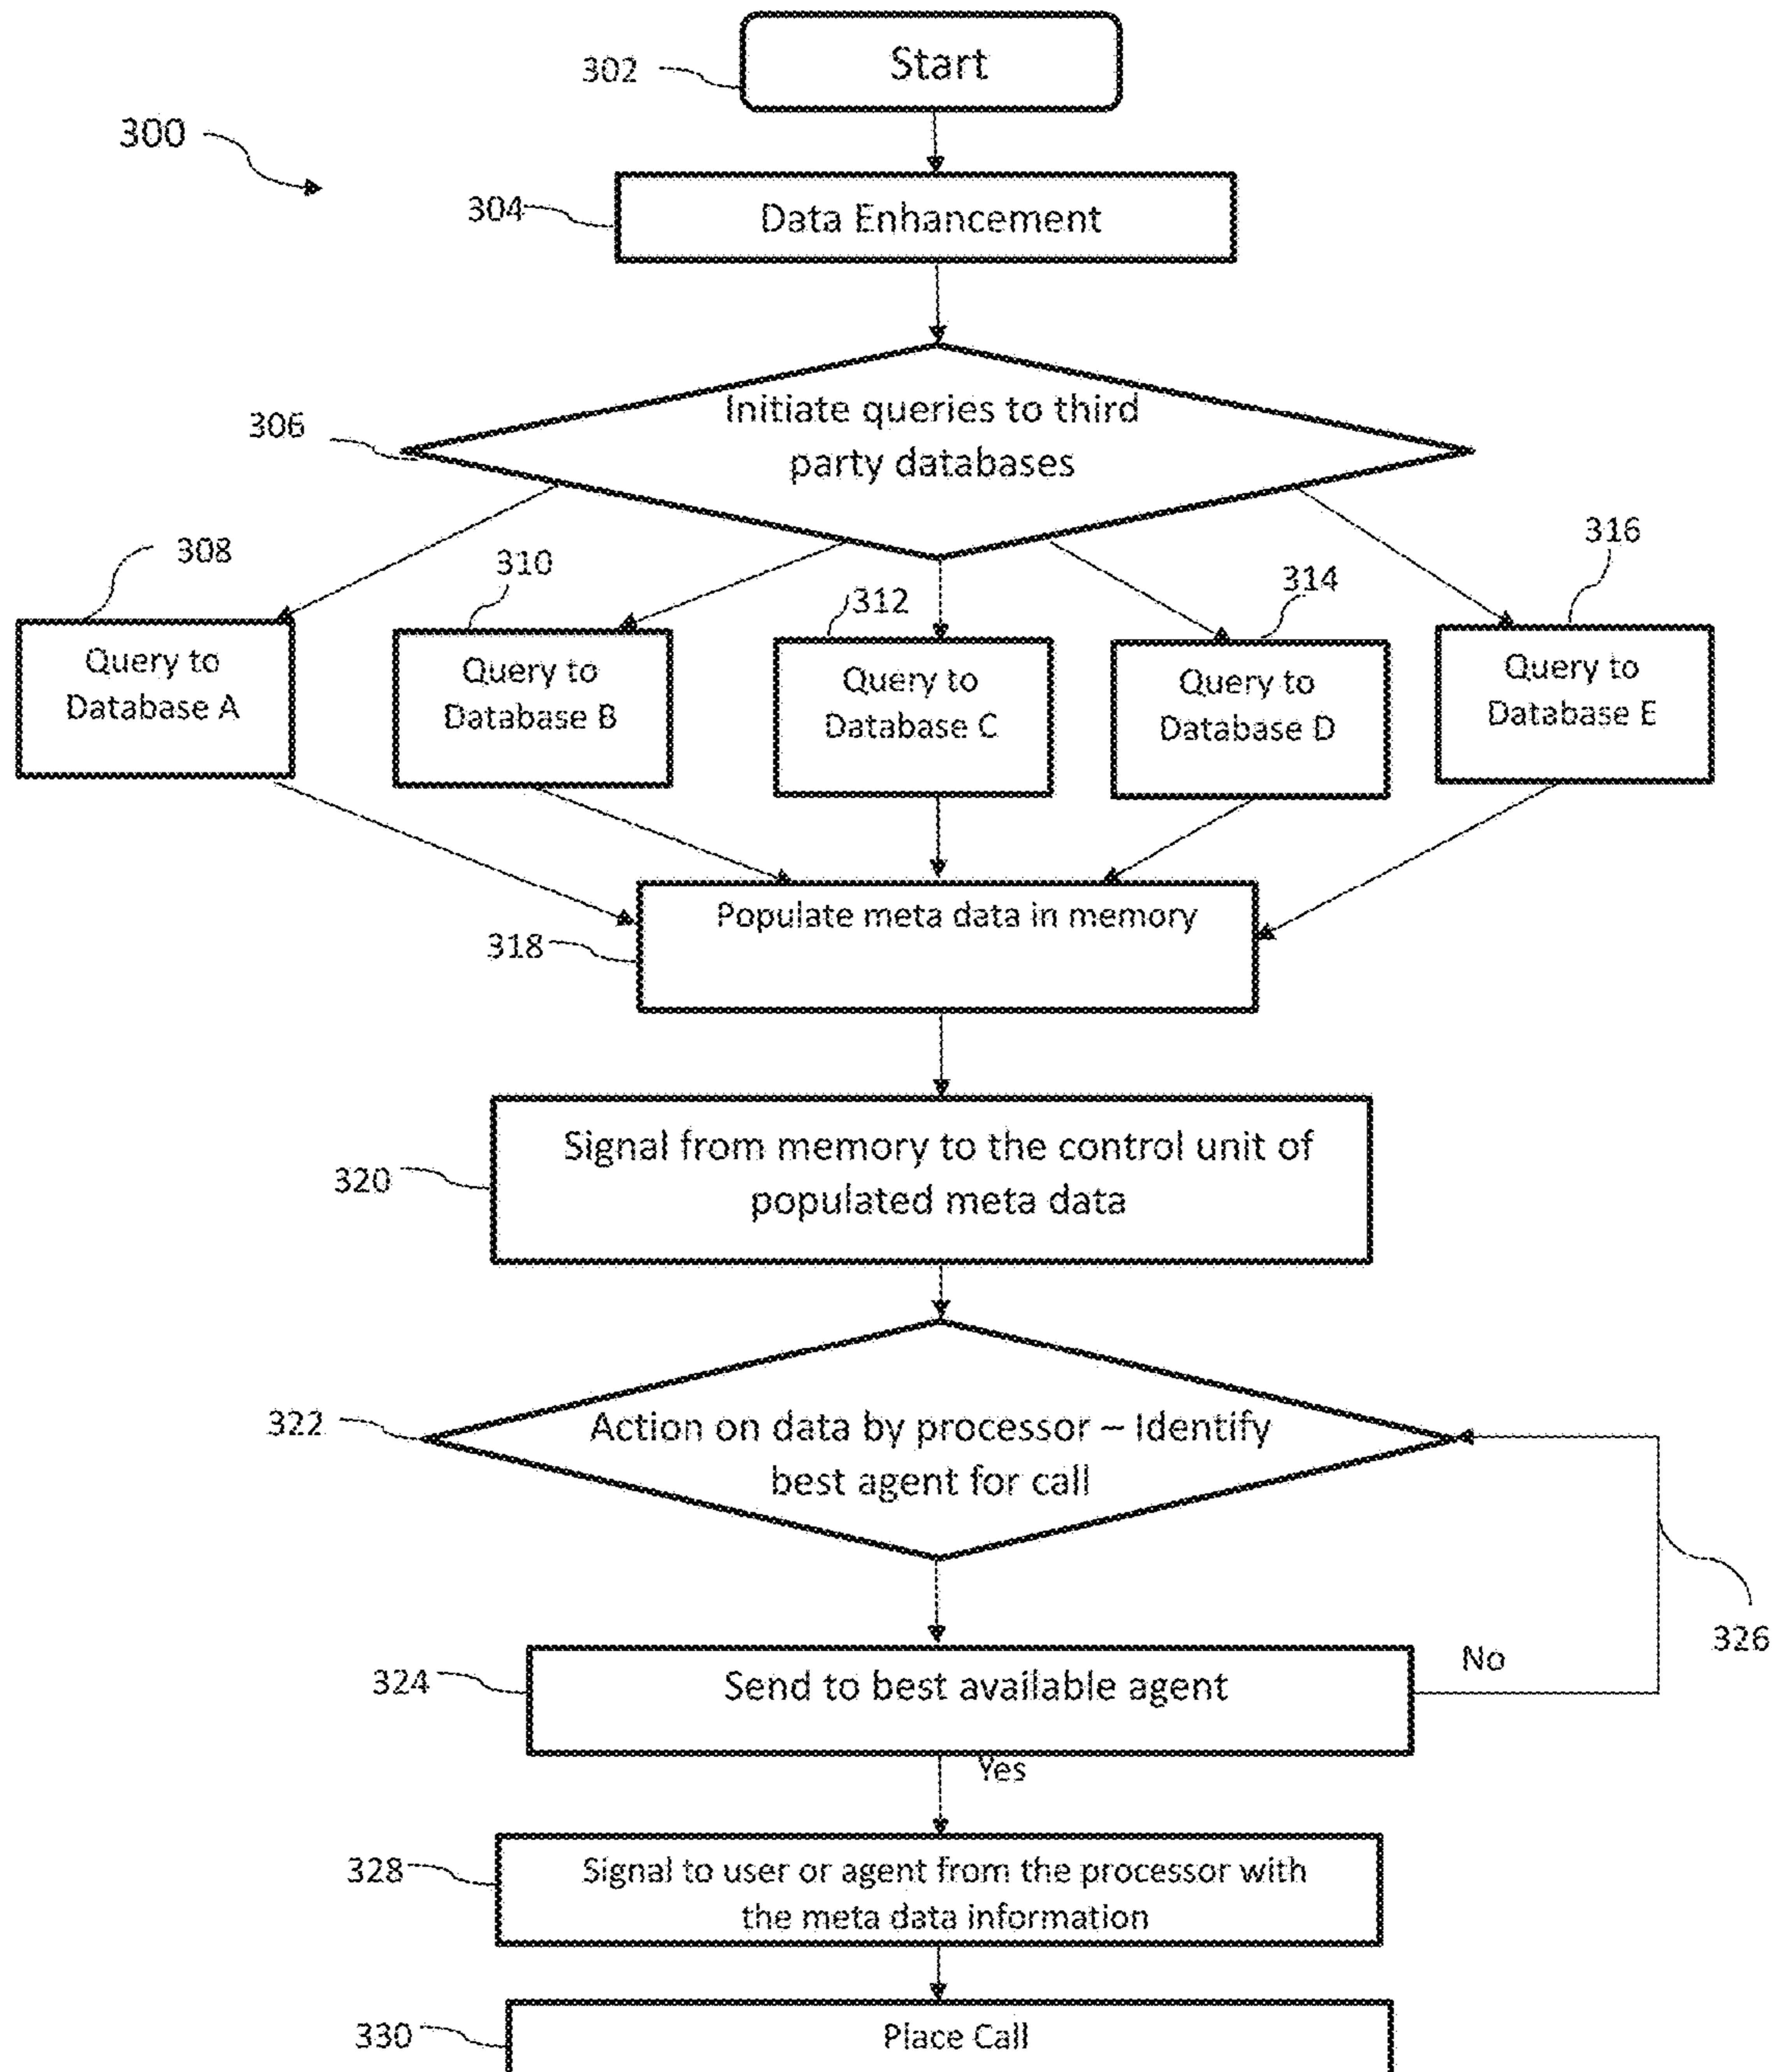 Start
302
300
304
Data Enhancement
306
Initiate queries to third
party databases
308
310
312
314
316
Query to
Database A
Query to
Database B
Query to
Database C
Query to
Database D
Query to
Database E
Populate meta data in memory
318
Signal from memory to the control unit of
populated meta data
320
322
Action on data by processor – Identify
best agent for call
326
324
Send to best available agent
No
Yes
328
Signal to user or agent from the processor with
the meta data information
330
Place Call